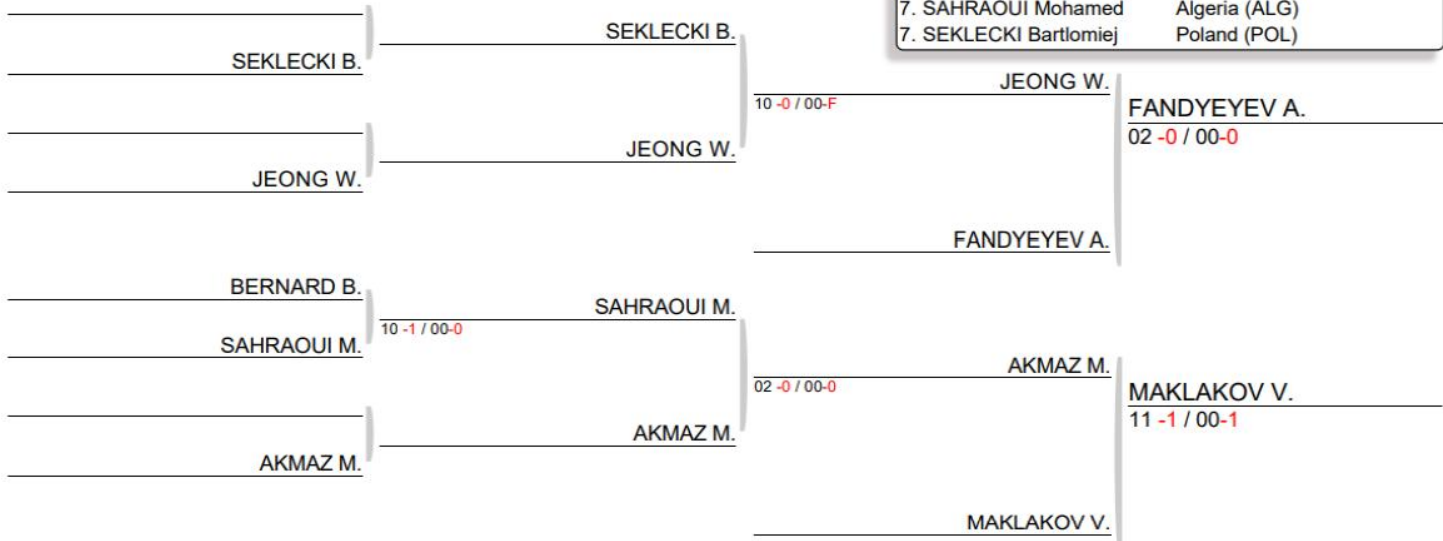 7. SAHRAOUI Mohamed Algeria (ALG)
7. SEKLECKI Bartlomiej Poland (POL)
SEKLECKI B.
SEKLECKI B.
JEONG W.
10 -0 / 00-F
FANDYEYEV A.
02 -0 / 00-0
JEONG W.
JEONG W.
FANDYEYEV A.
BERNARD B.
SAHRAOUI M.
10 -1 / 00-0
SAHRAOUI M.
AKMAZ M.
02 -0 / 00-0
MAKLAKOV V.
11 -1 / 00-1
AKMAZ M.
AKMAZ M.
MAKLAKOV V.